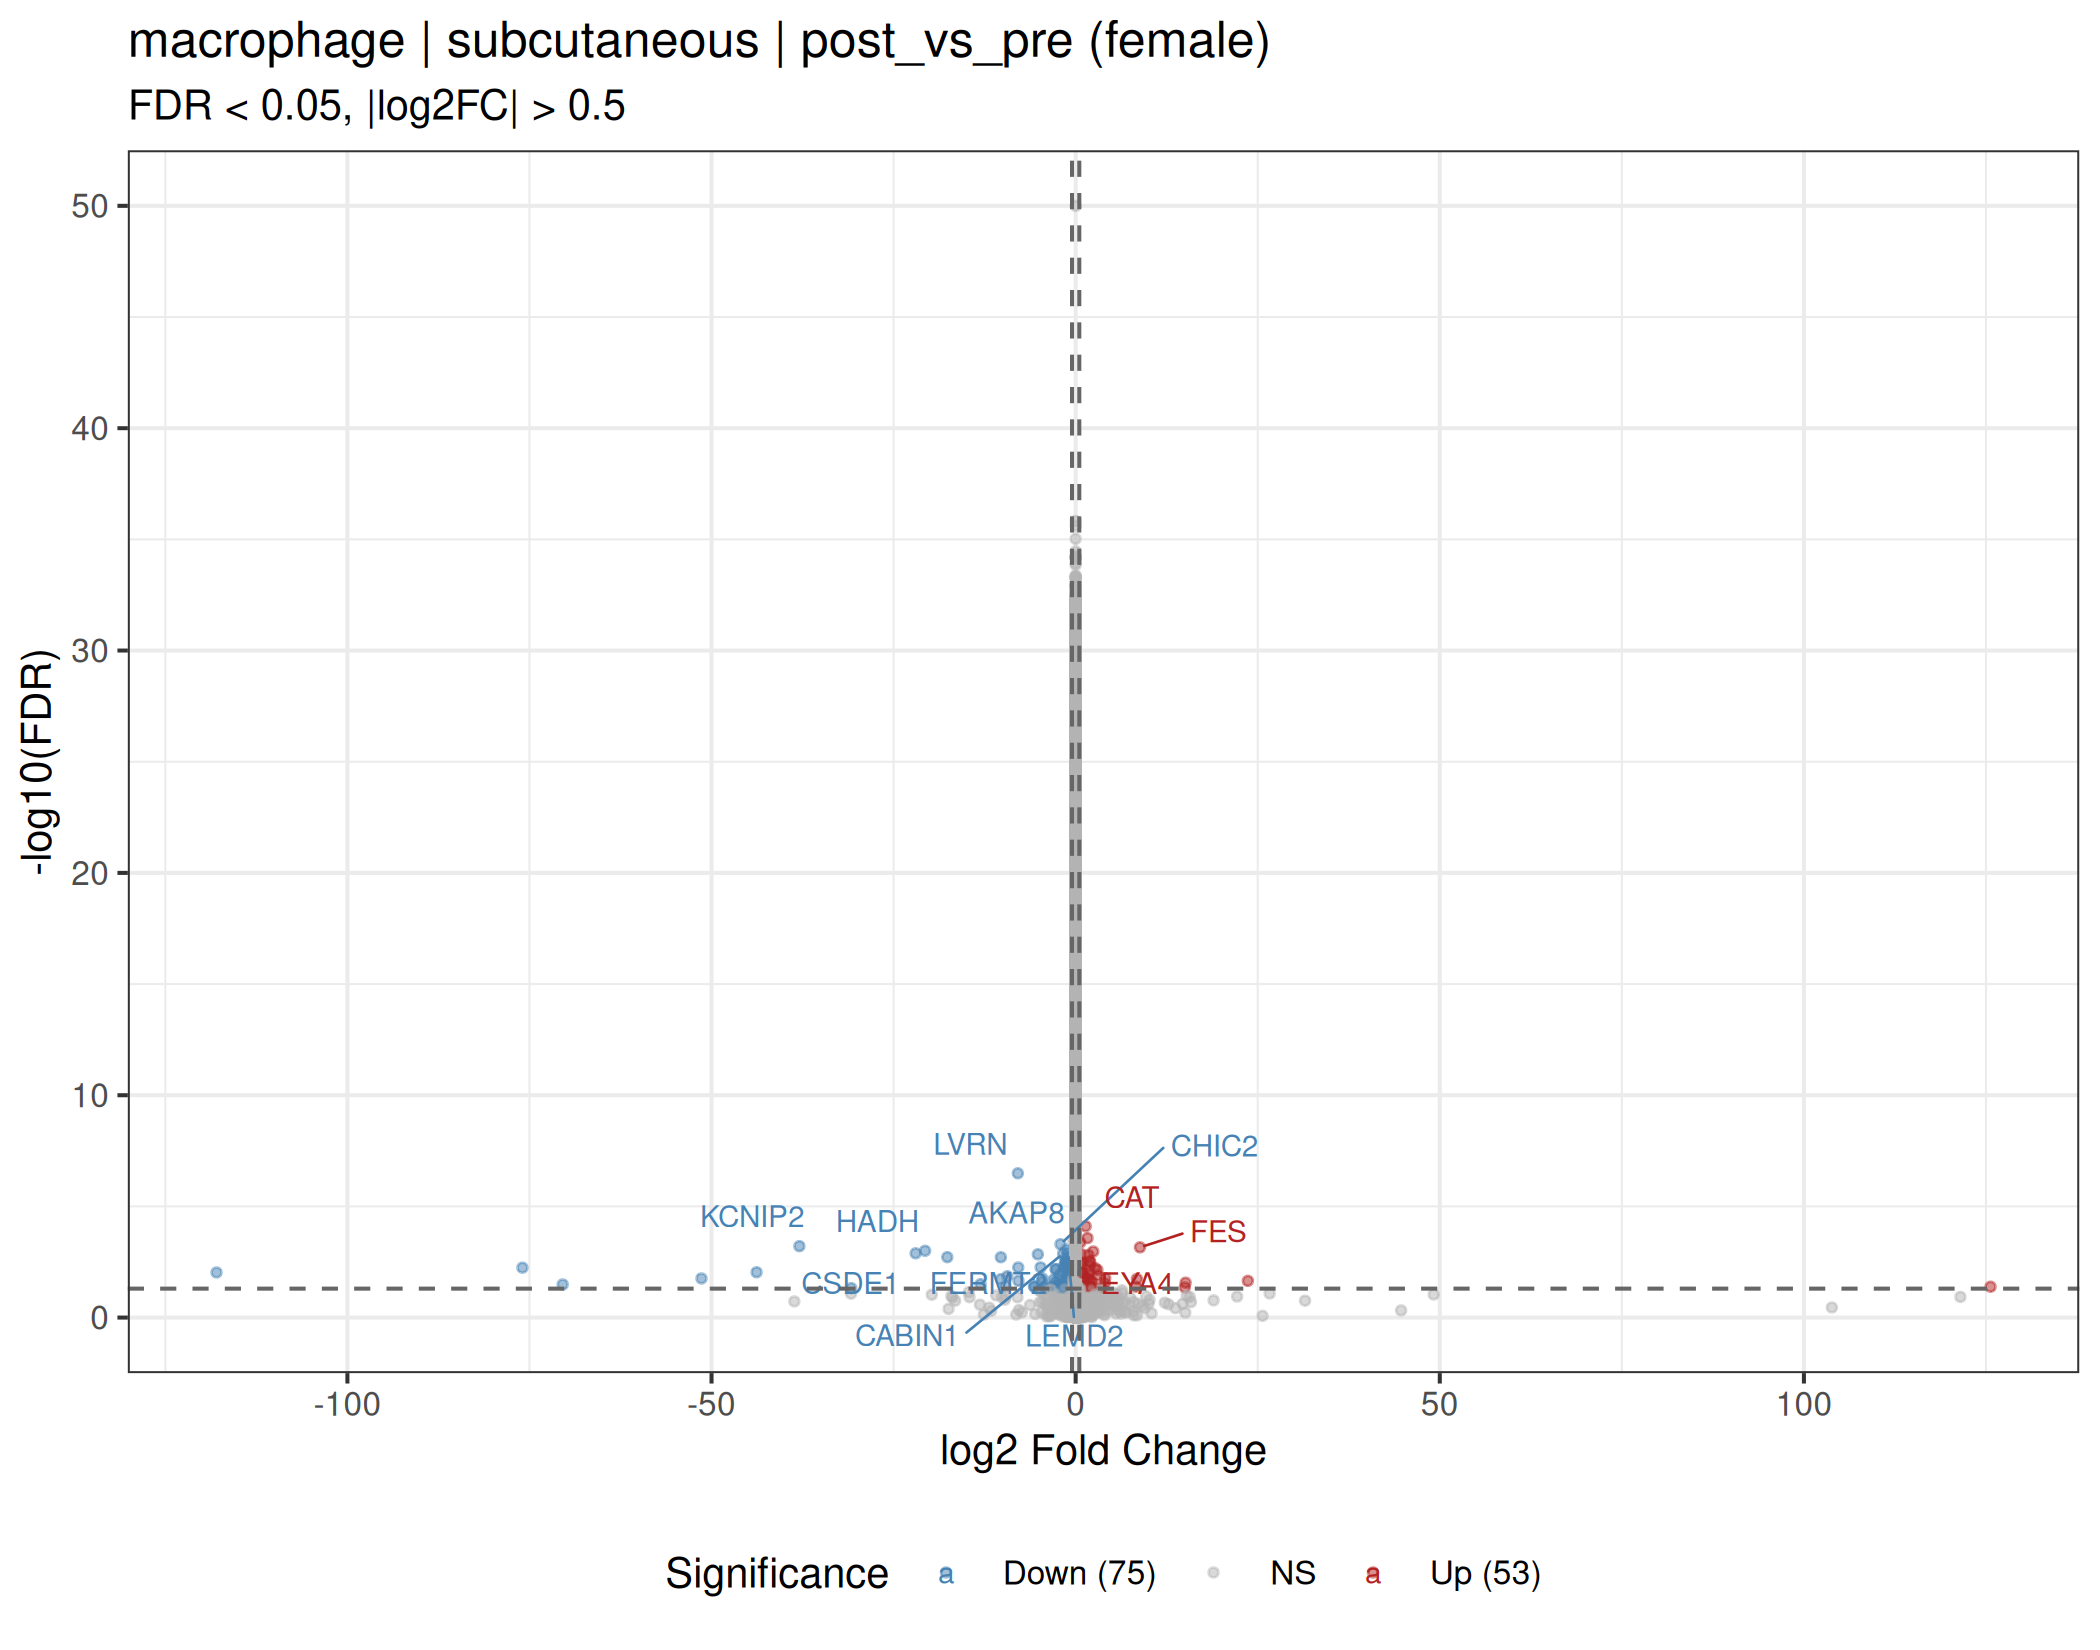 macrophage | subcutaneous | post_vs_pre (female)
FDR < 0.05, |log2FC| > 0.5
-log10(FDR)
50
40
30
20
10
0
LVRN
CHIC2
CAT
KCNIP2
HADH
AKAP8
FES
CSDE1
FERMT2
EYA4
CABIN1
LEMD2
-100
-50
0
50
100
log2 Fold Change
Significance
a Down (75)
NS
a Up (53)